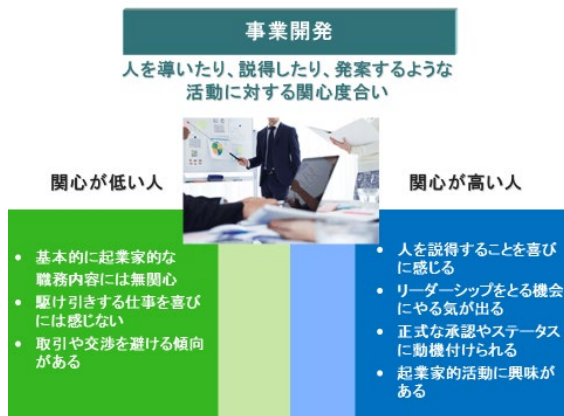 事業開発
人を導いたり、説得したり、発案するような
活動に対する関心度合い
関心が低い人
関心が高い人
• 基本的に起業家的な
職務内容には無関心
• 駆け引きする仕事を喜び
には感じない
• 取引や交渉を避ける傾向
がある
• 人を説得することを喜び
に感じる
• リーダーシップをとる機会
にやる気が出る
• 正式な承認やステータス
に動機付けられる
• 起業家的活動に興味が
ある